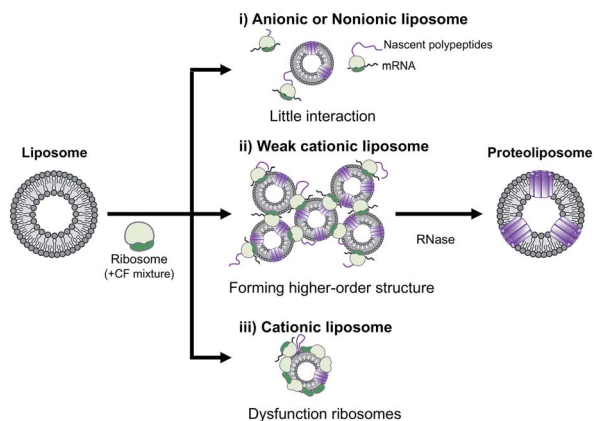 i) Anionic or Nonionic liposome
Nascent polypeptides
mRNA
Little interaction
Liposome
ii) Weak cationic liposome
Proteoliposome
Ribosome
(+CF mixture)
RNase
Forming higher-order structure
iii) Cationic liposome
Dysfunction ribosomes